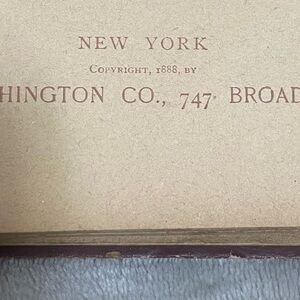 NEW YORK
COPYRIGHT, 1888, BY
HINGTON CO., 747 BROAD